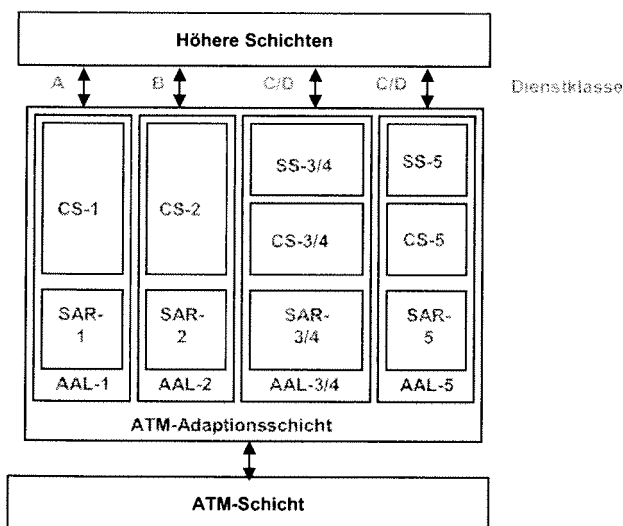 Höhere Schichten
A B C/D C/D Dienstklasse
SS-3/4 SS-5
CS-1 CS-2 CS-3/4 CS-5
SAR- SAR- SAR- SAR-
1 2 3/4 5
AAL-1 AAL-2 AAL-3/4 AAL-5
ATM-Adaptionsschicht
ATM-Schicht